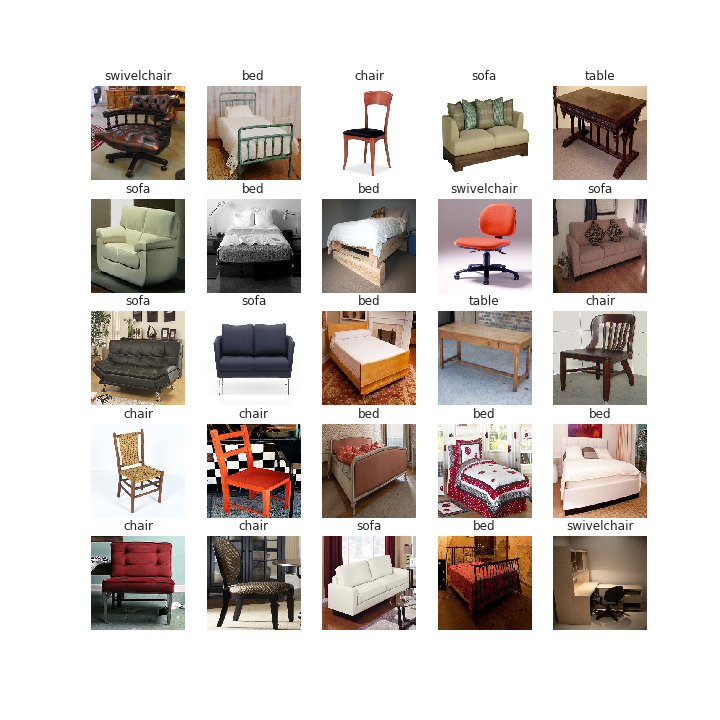 swivelchair bed chair sofa table
sofa bed bed swivelchair sofa
sofa sofa bed table chair
chair chair bed bed bed
chair chair sofa bed swivelchair